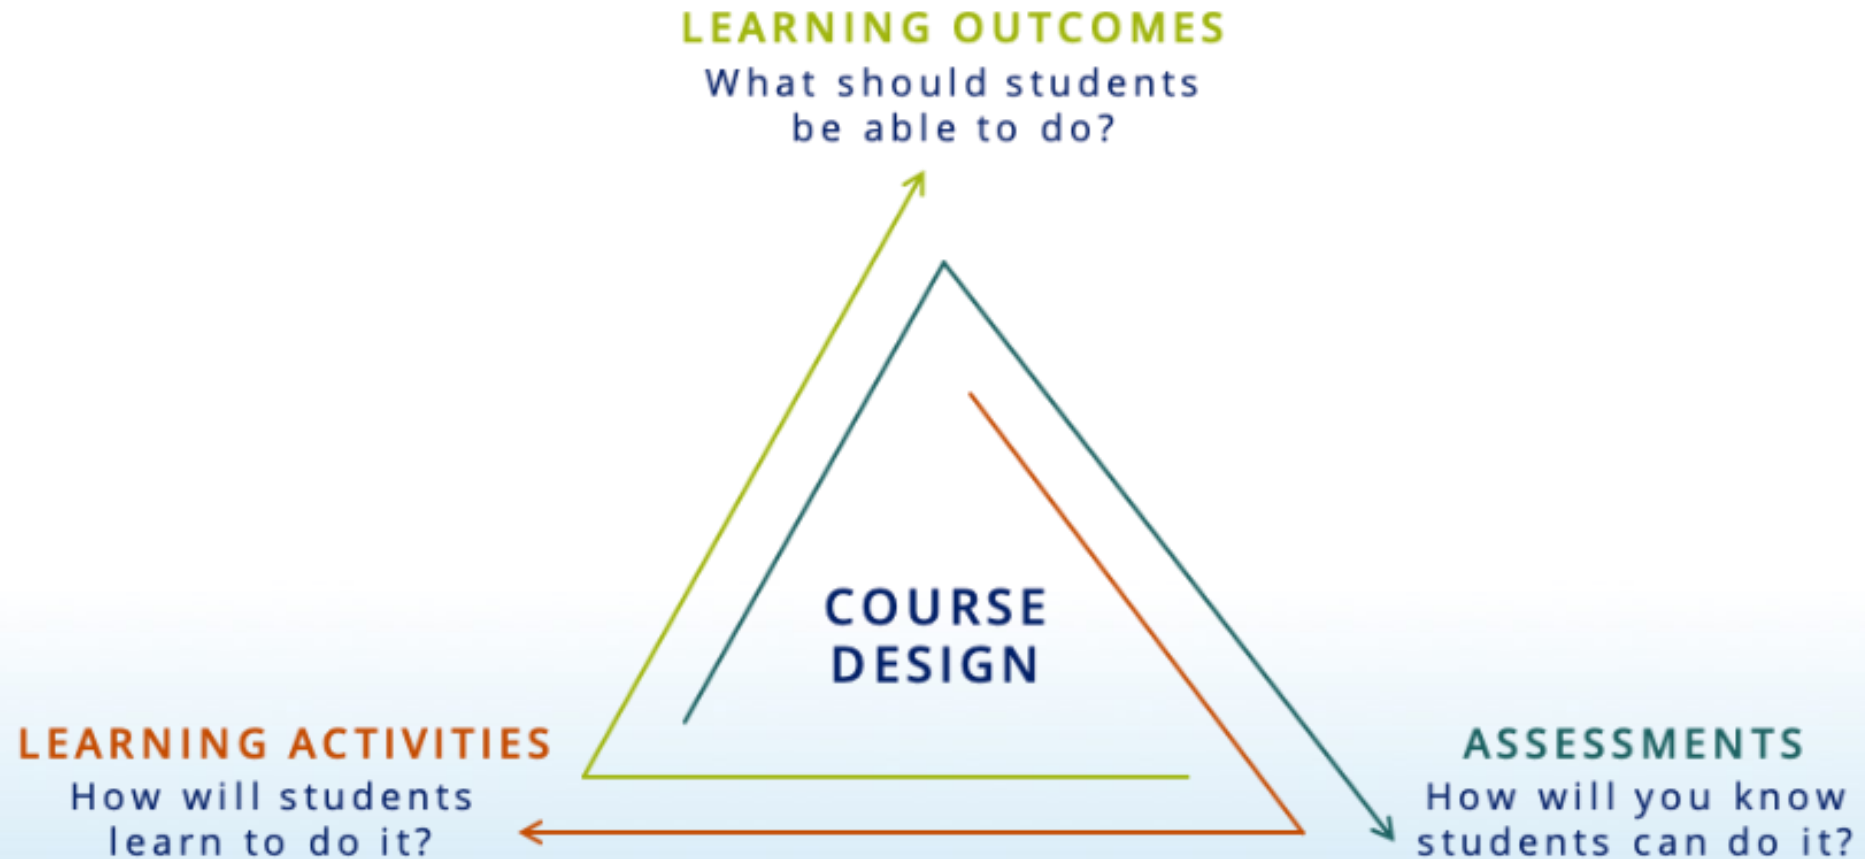 LEARNING OUTCOMES
What should students
be able to do?
COURSE
DESIGN
LEARNING ACTIVITIES
How will students
learn to do it?
ASSESSMENTS
How will you know
students can do it?